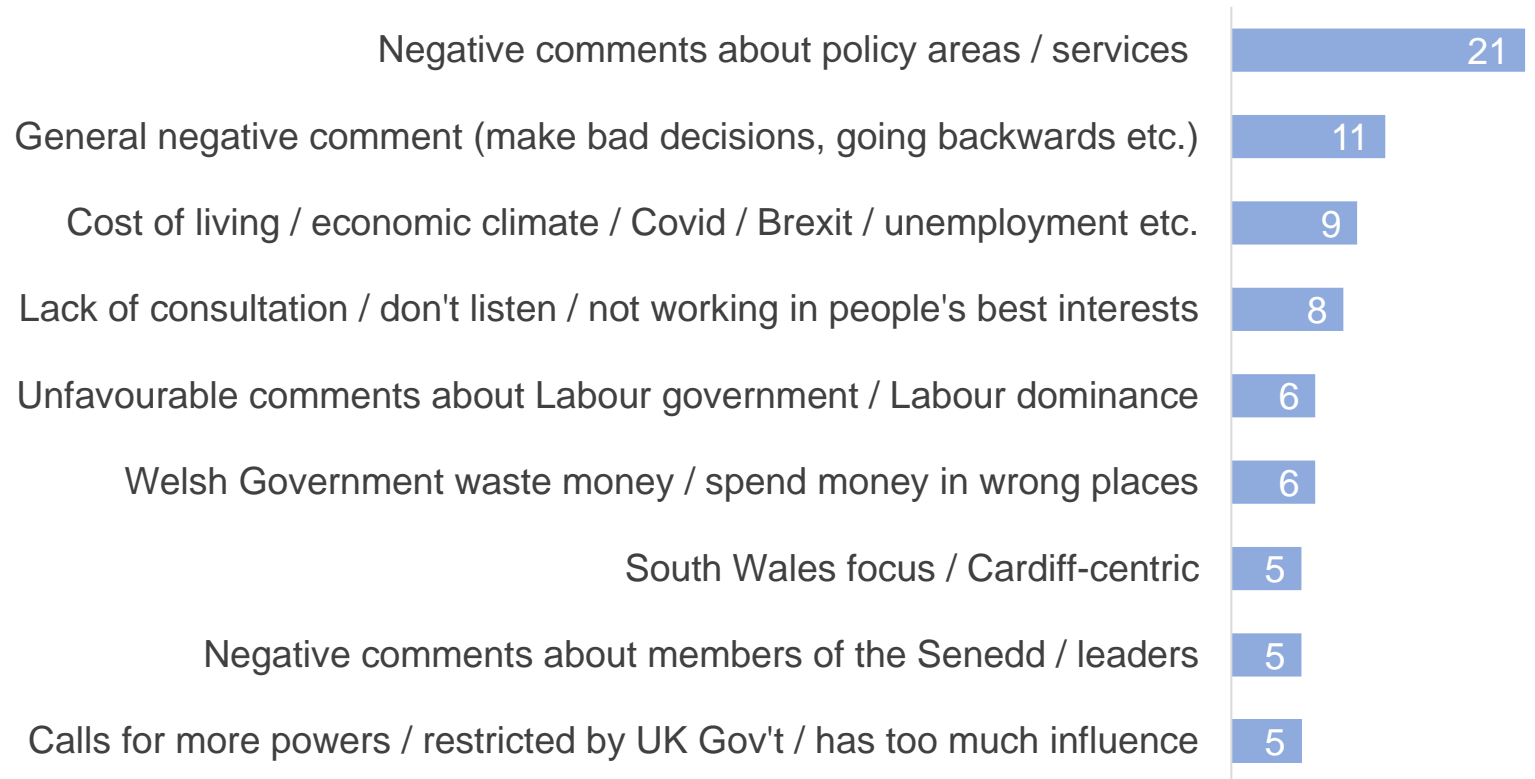 Negative comments about policy areas / services 21
General negative comment (make bad decisions, going backwards etc.) 11
Cost of living / economic climate / Covid / Brexit / unemployment etc. 9
Lack of consultation / don't listen / not working in people's best interests 8
Unfavourable comments about Labour government / Labour dominance 6
Welsh Government waste money / spend money in wrong places 6
South Wales focus / Cardiff-centric 5
Negative comments about members of the Senedd / leaders 5
Calls for more powers / restricted by UK Gov't / has too much influence 5